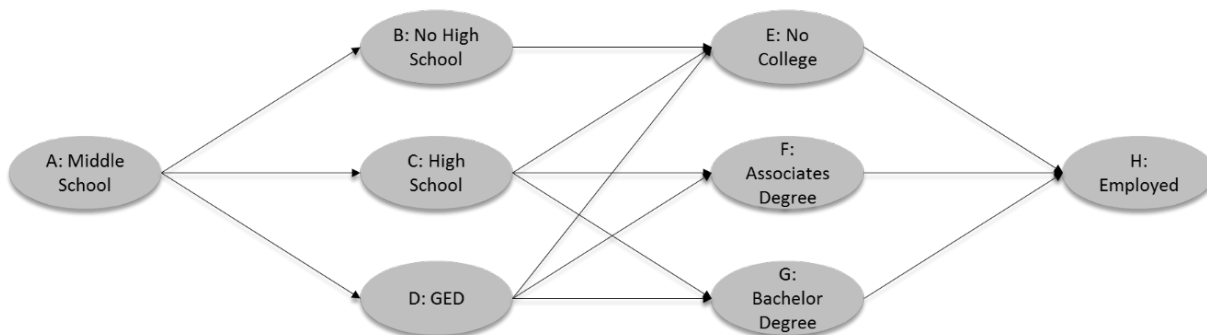 B: No High
School
E: No
College
A: Middle
School
C: High
School
F:
Associates
Degree
H:
Employed
D: GED
G:
Bachelor
Degree